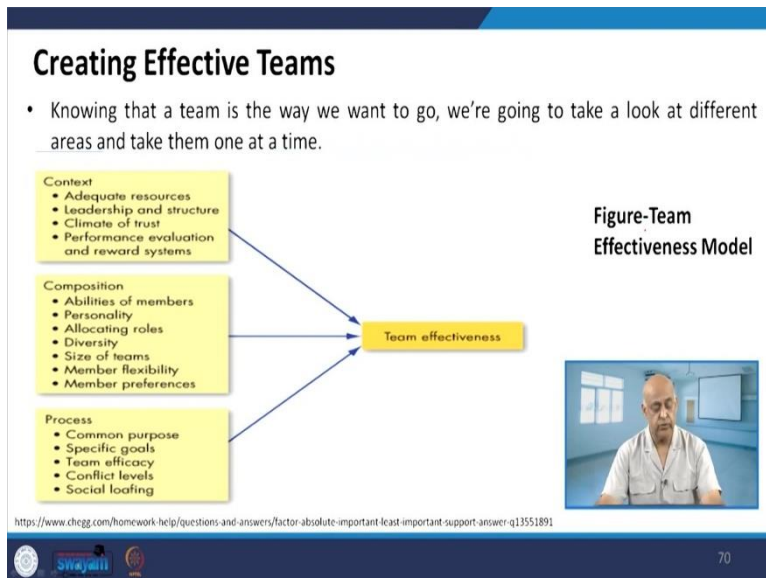 Creating Effective Teams
• Knowing that a team is the way we want to go, we're going to take a look at different
areas and take them one at a time.
Context
• Adequate resources
• Leadership and structure
• Climate of trust
• Performance evaluation
and reward systems
Composition
• Abilities of members
• Personality
• Allocating roles
• Diversity
• Size of teams
• Member flexibility
• Member preferences
Process
• Common purpose
• Specific goals
• Team efficacy
• Conflict levels
• Social loafing
Team effectiveness
Figure-Team
Effectiveness Model
https://www.chegg.com/homework-help/questions-and-answers/factor-absolute-important-least-important-support-answer-q13551891
swayam
70